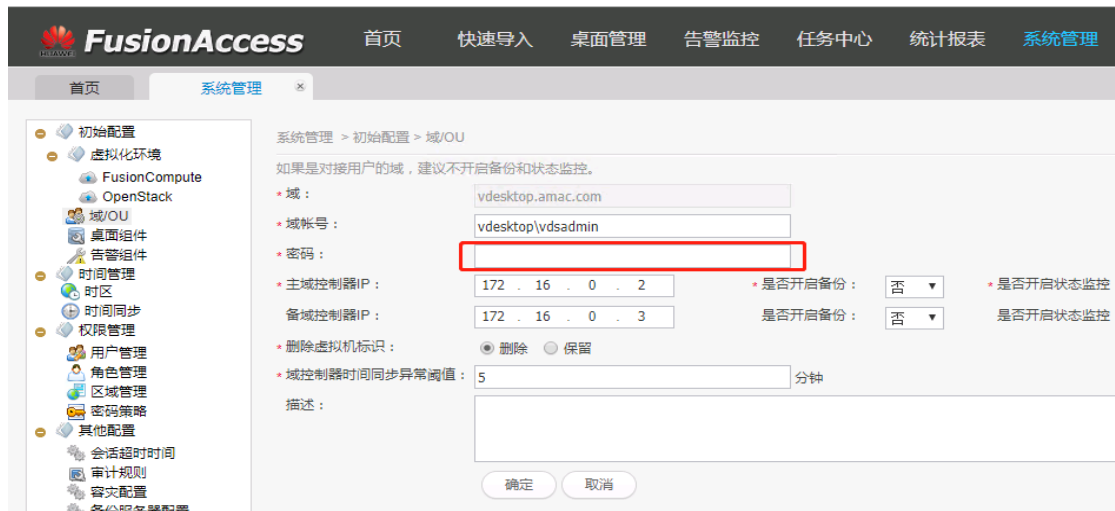 HUAWEI FusionAccess 首页 快速导入 桌面管理 告警监控 任务中心 统计报表 系统管理
首页 系统管理 ×
初始配置
虚拟化环境
FusionCompute
OpenStack
域/OU
桌面组件
告警组件
时间管理
时区
时间同步
权限管理
用户管理
角色管理
区域管理
密码策略
其他配置
会话超时时间
审计规则
容灾配置
备份服务器配置
系统管理 > 初始配置 > 域/OU
如果是对接用户的域，建议不开启备份和状态监控。
* 域： vdesktop.amac.com
* 域帐号： vdesktop\vdsadmin
* 密码：
* 主域控制器IP： 172 . 16 . 0 . 2 * 是否开启备份： 否 ▼ * 是否开启状态监控
备域控制器IP： 172 . 16 . 0 . 3 是否开启备份： 否 ▼ 是否开启状态监控
* 删除虚拟机标识： 删除 保留
* 域控制器时间同步异常阈值： 5 分钟
描述：
确定 取消